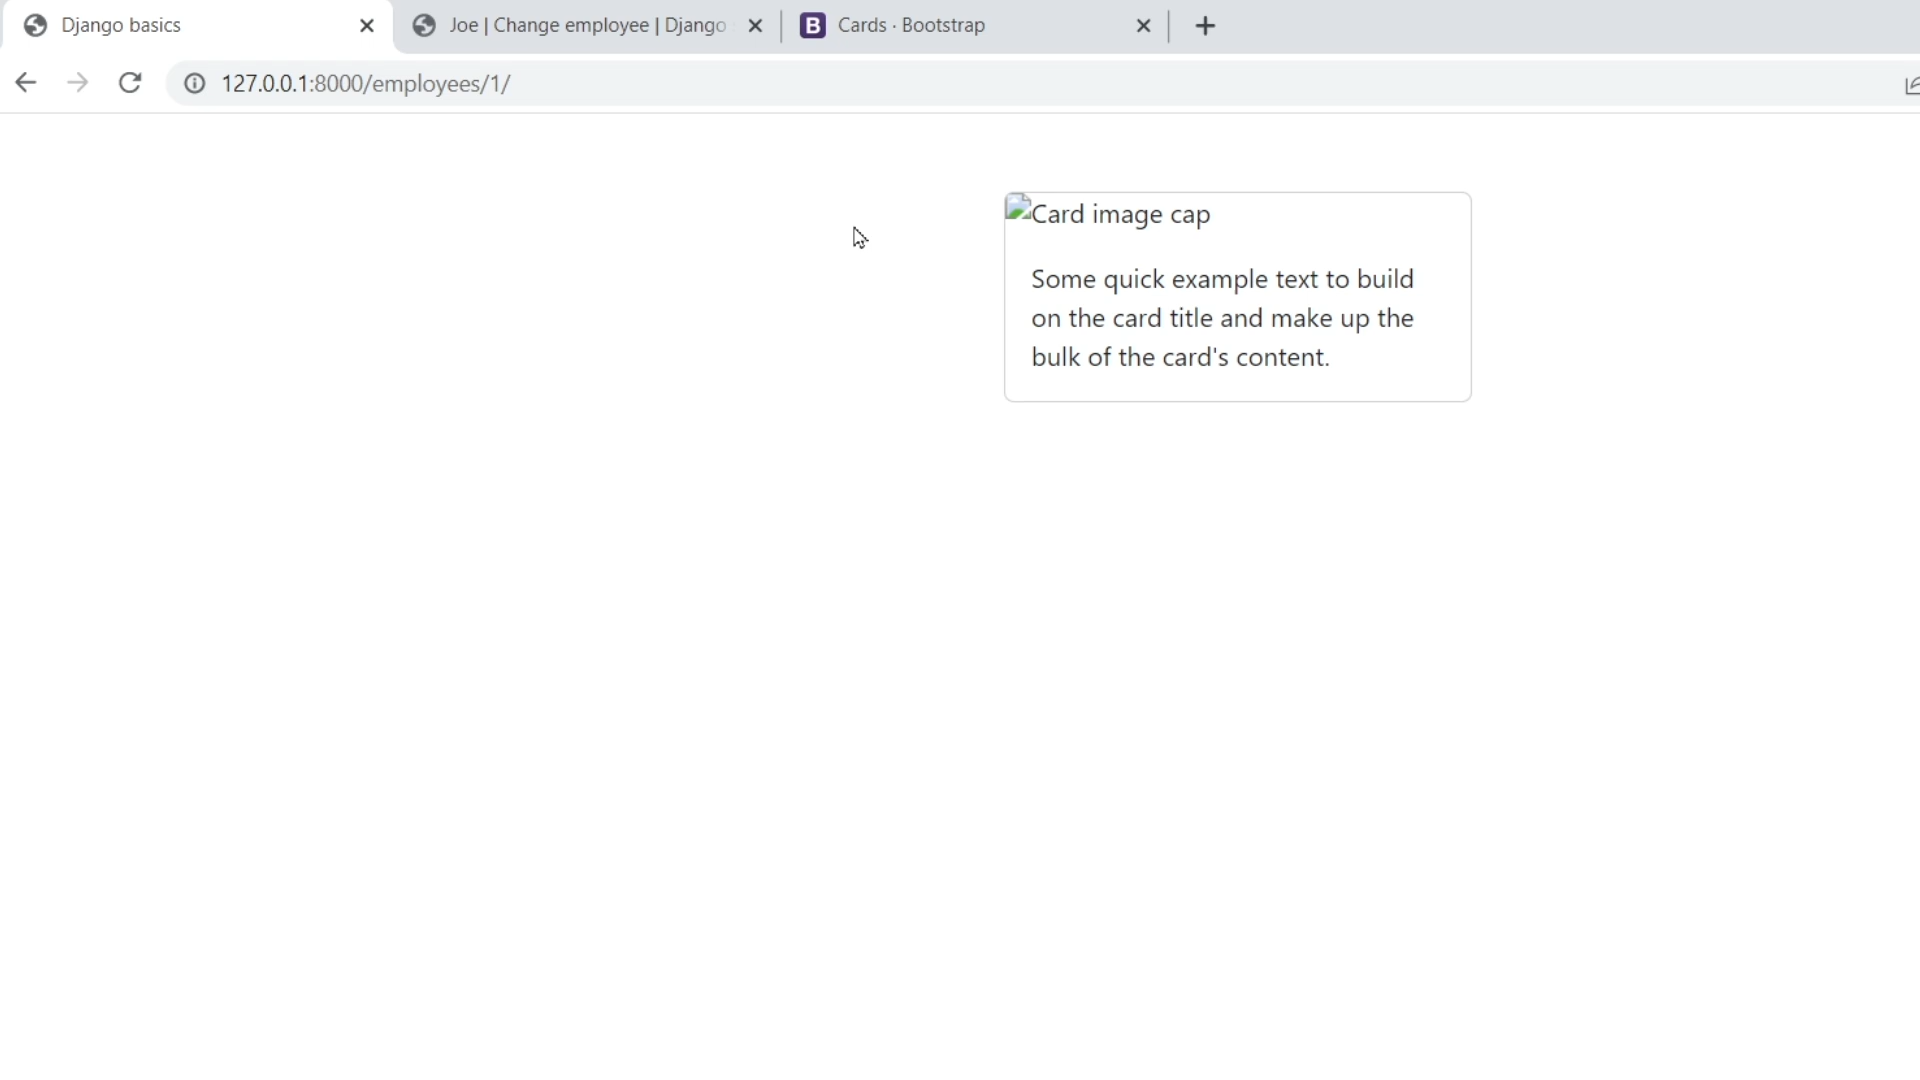 Django basics
Joe | Change employee | Django
B Cards · Bootstrap
127.0.0.1:8000/employees/1/
Card image cap
Some quick example text to build
on the card title and make up the
bulk of the card's content.